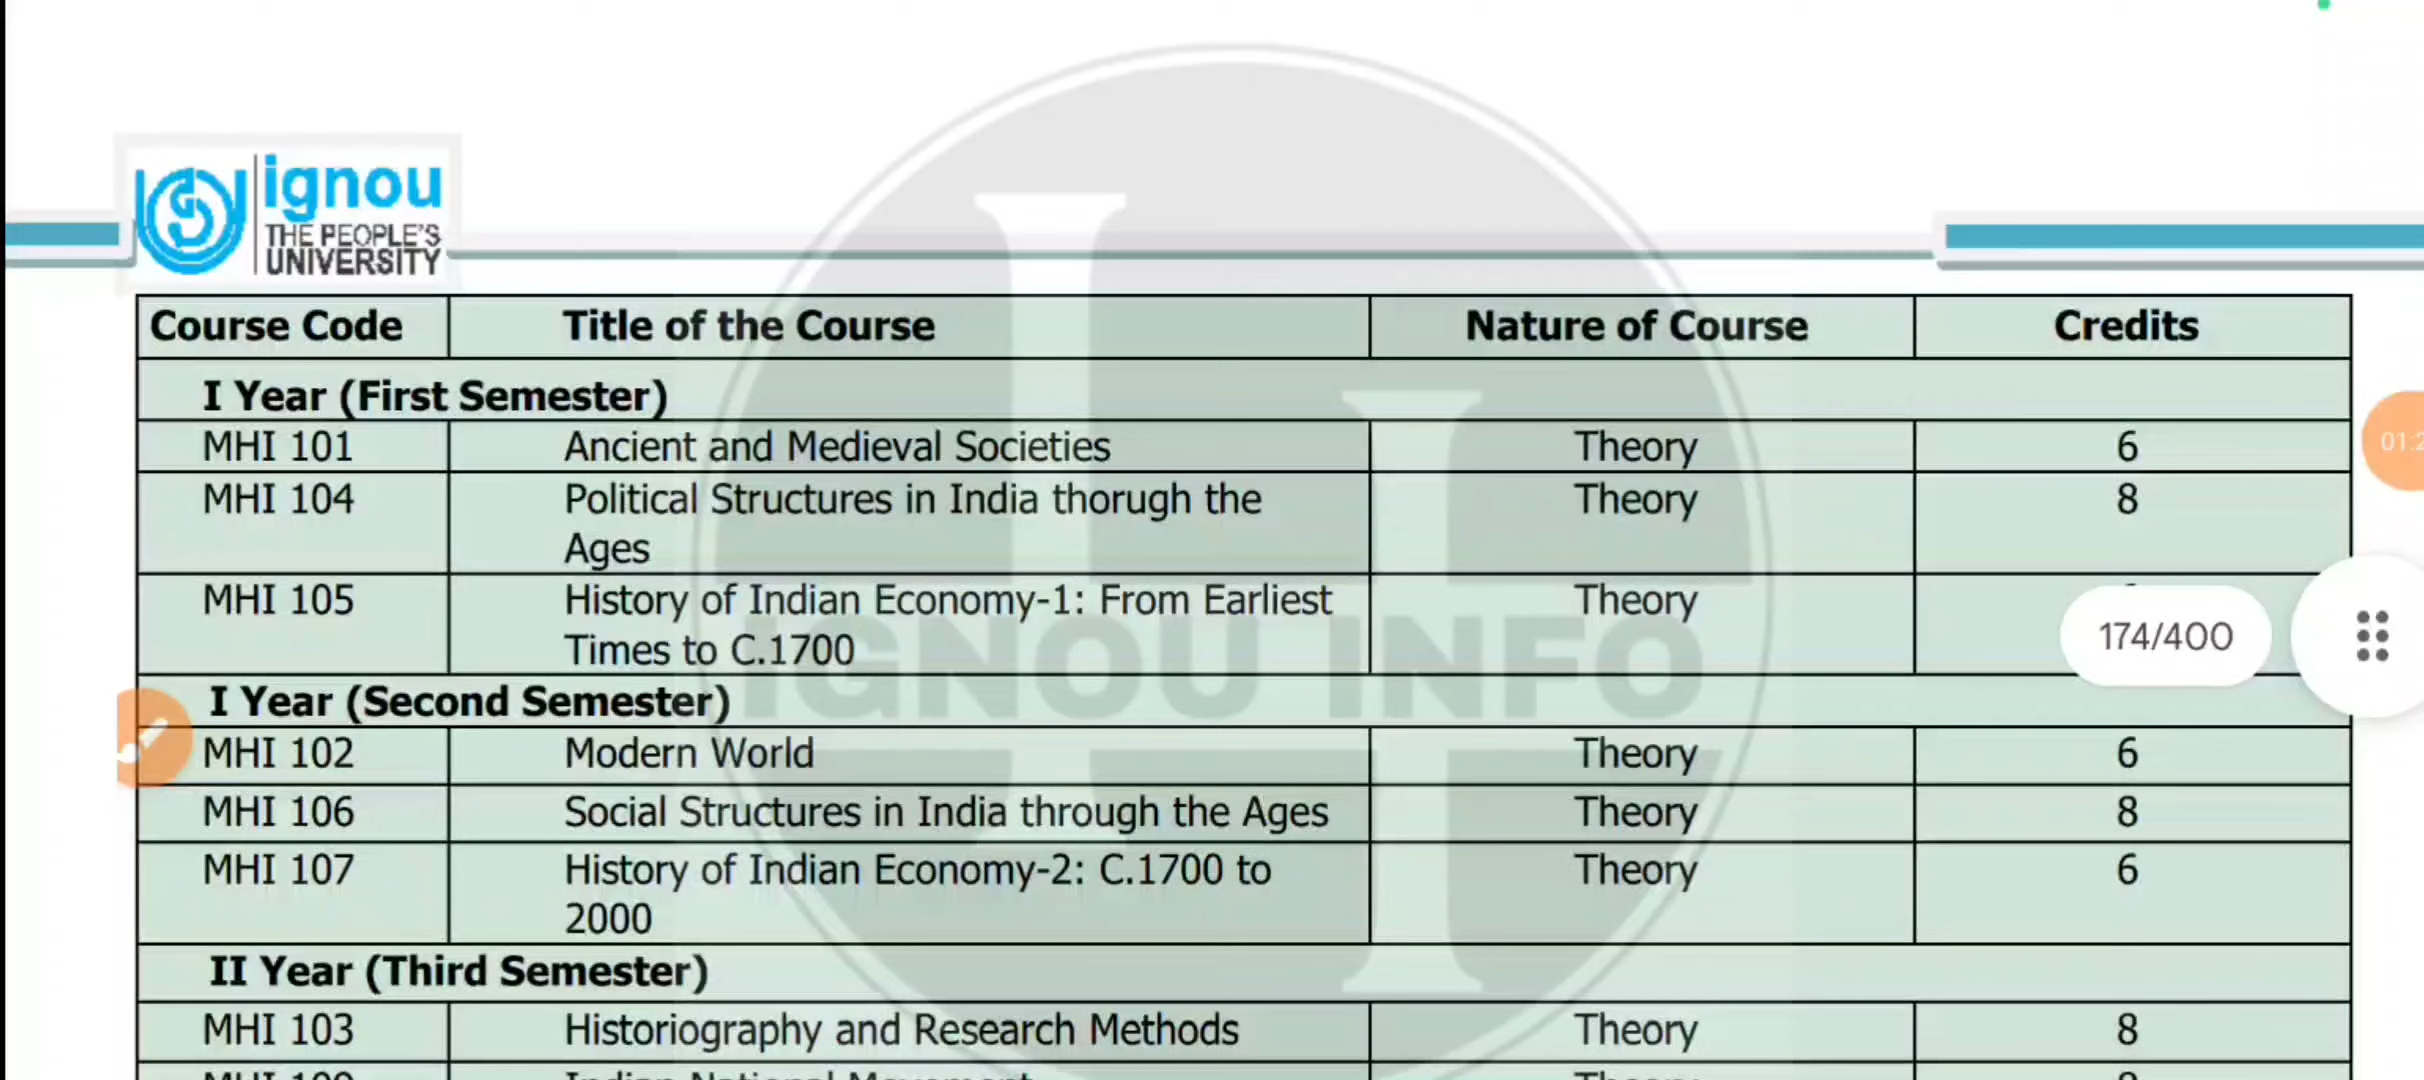 ignou
THE PEOPLE'S
UNIVERSITY
Course Code Title of the Course Nature of Course Credits
I Year (First Semester)
MHI 101 Ancient and Medieval Societies Theory 6
MHI 104 Political Structures in India thorugh the Theory 8
Ages
MHI 105 History of Indian Economy-1: From Earliest Theory
Times to C.1700
174/400
IGNOU INFO
I Year (Second Semester)
MHI 102 Modern World Theory 6
MHI 106 Social Structures in India through the Ages Theory 8
MHI 107 History of Indian Economy-2: C.1700 to Theory 6
2000
II Year (Third Semester)
MHI 103 Historiography and Research Methods Theory 8
Indian National Movement